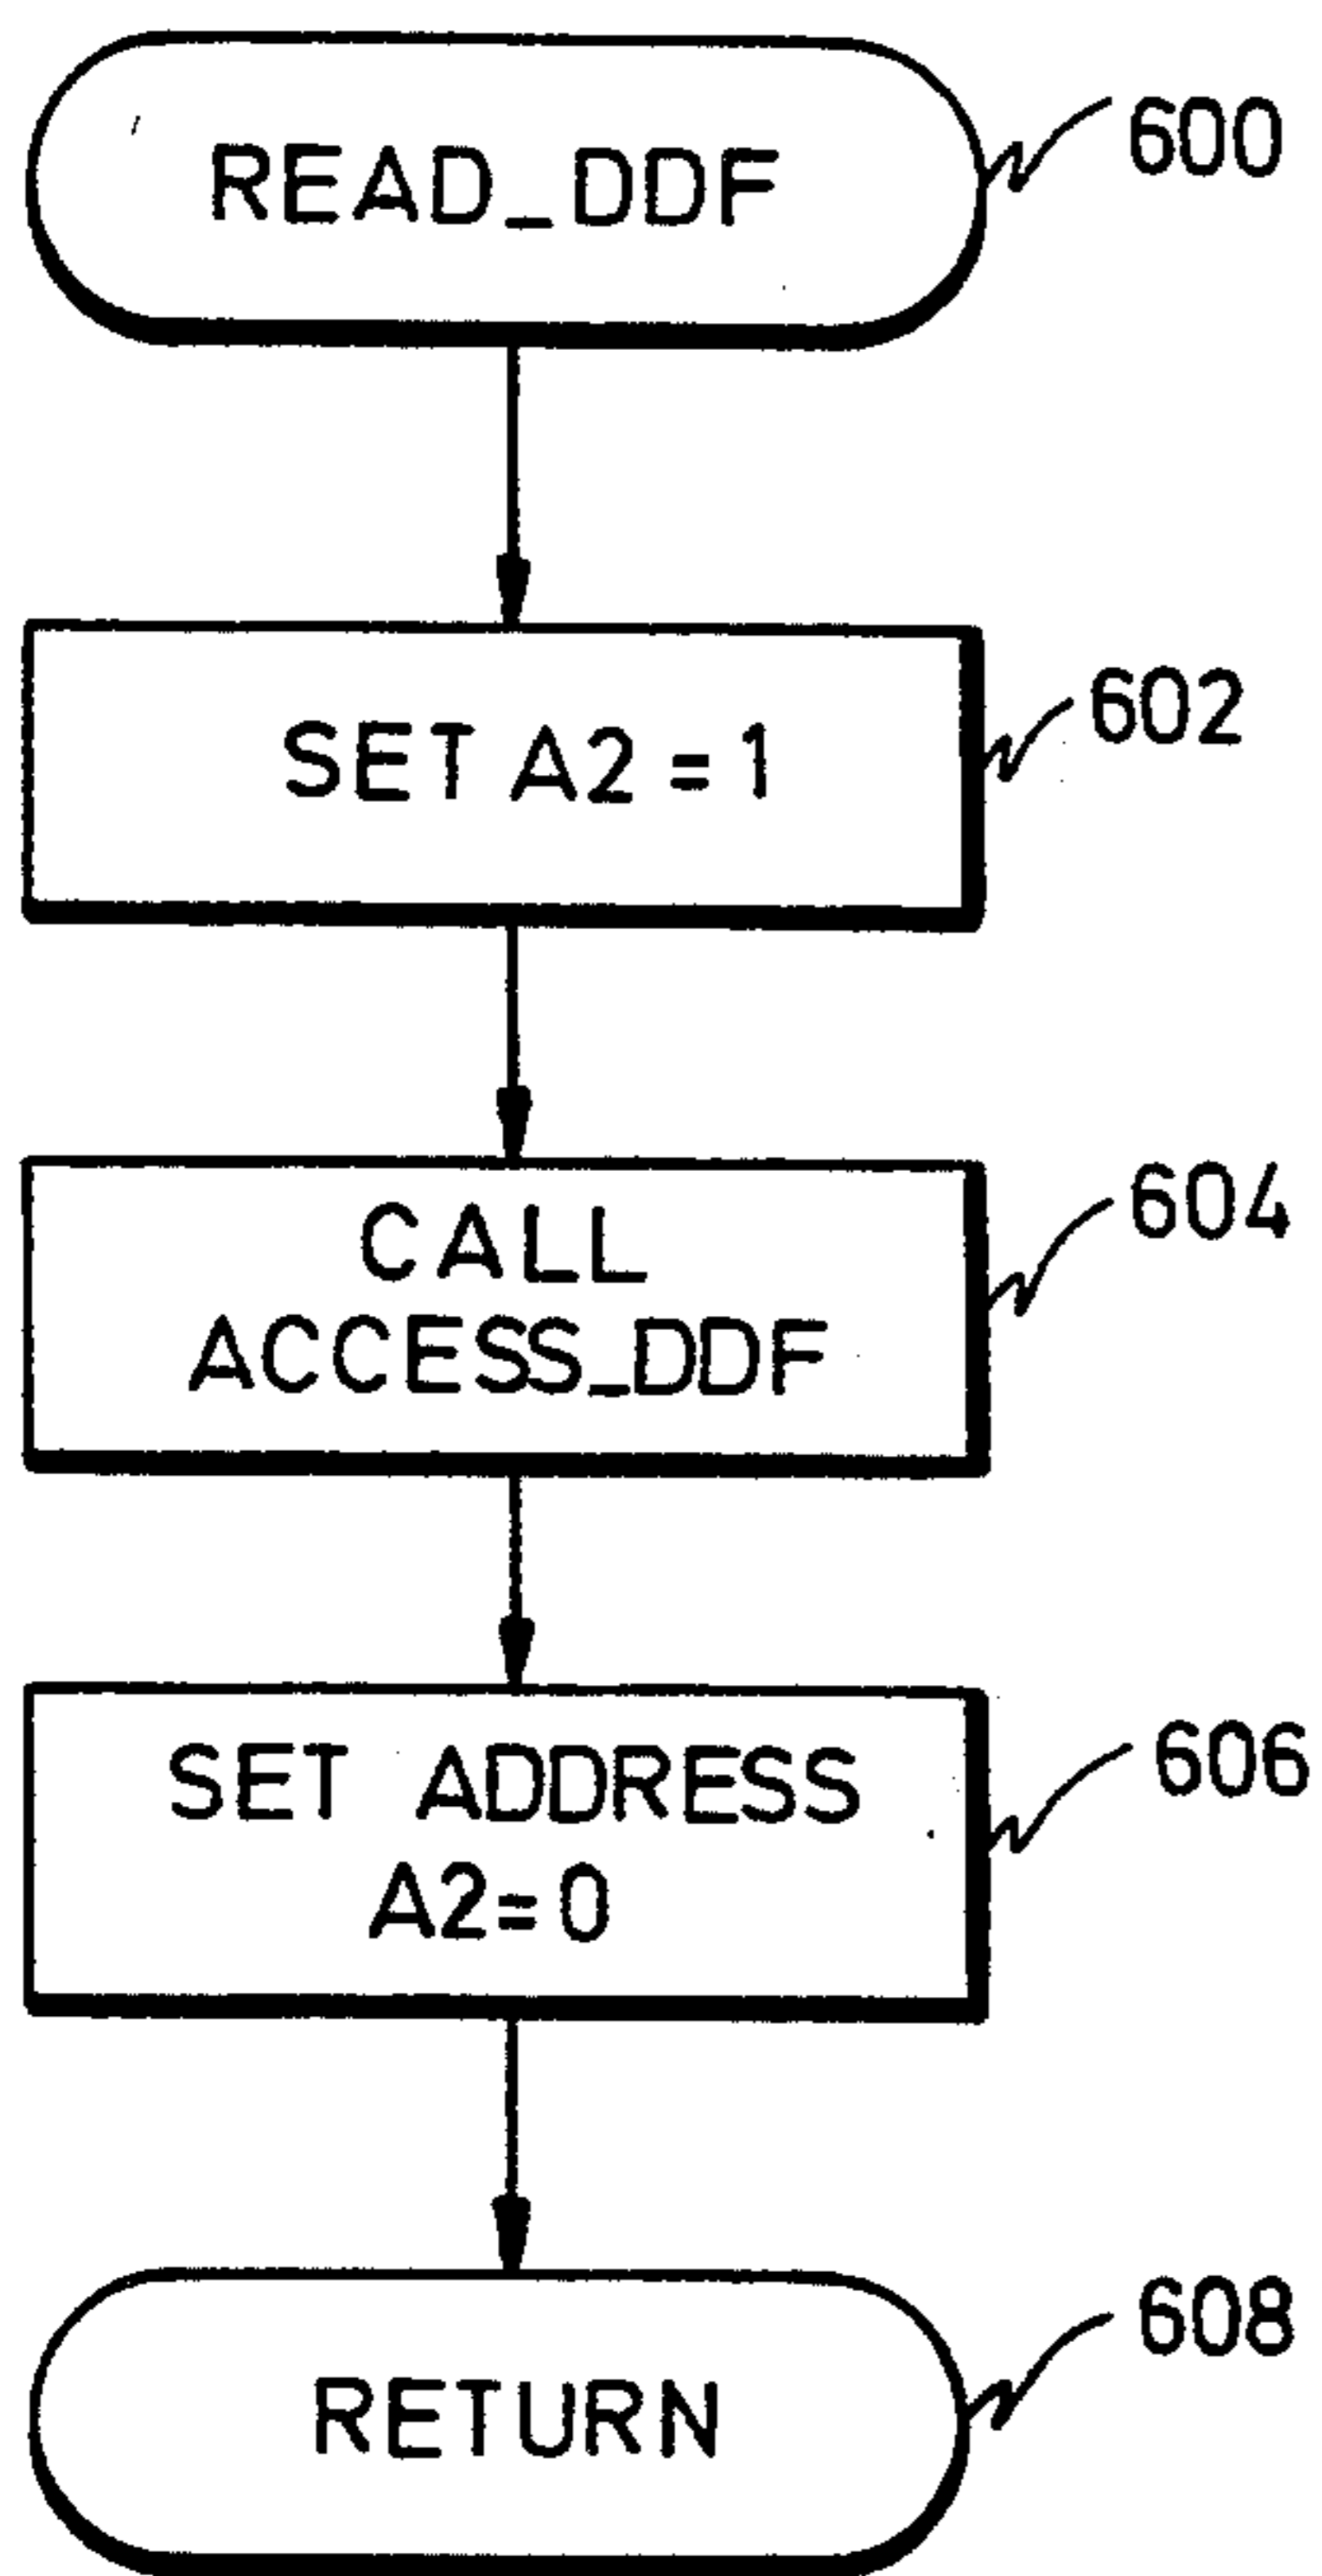 READ_DDF
600
SET A2 = 1
602
CALL
ACCESS_DDF
604
SET ADDRESS
A2=0
606
RETURN
608